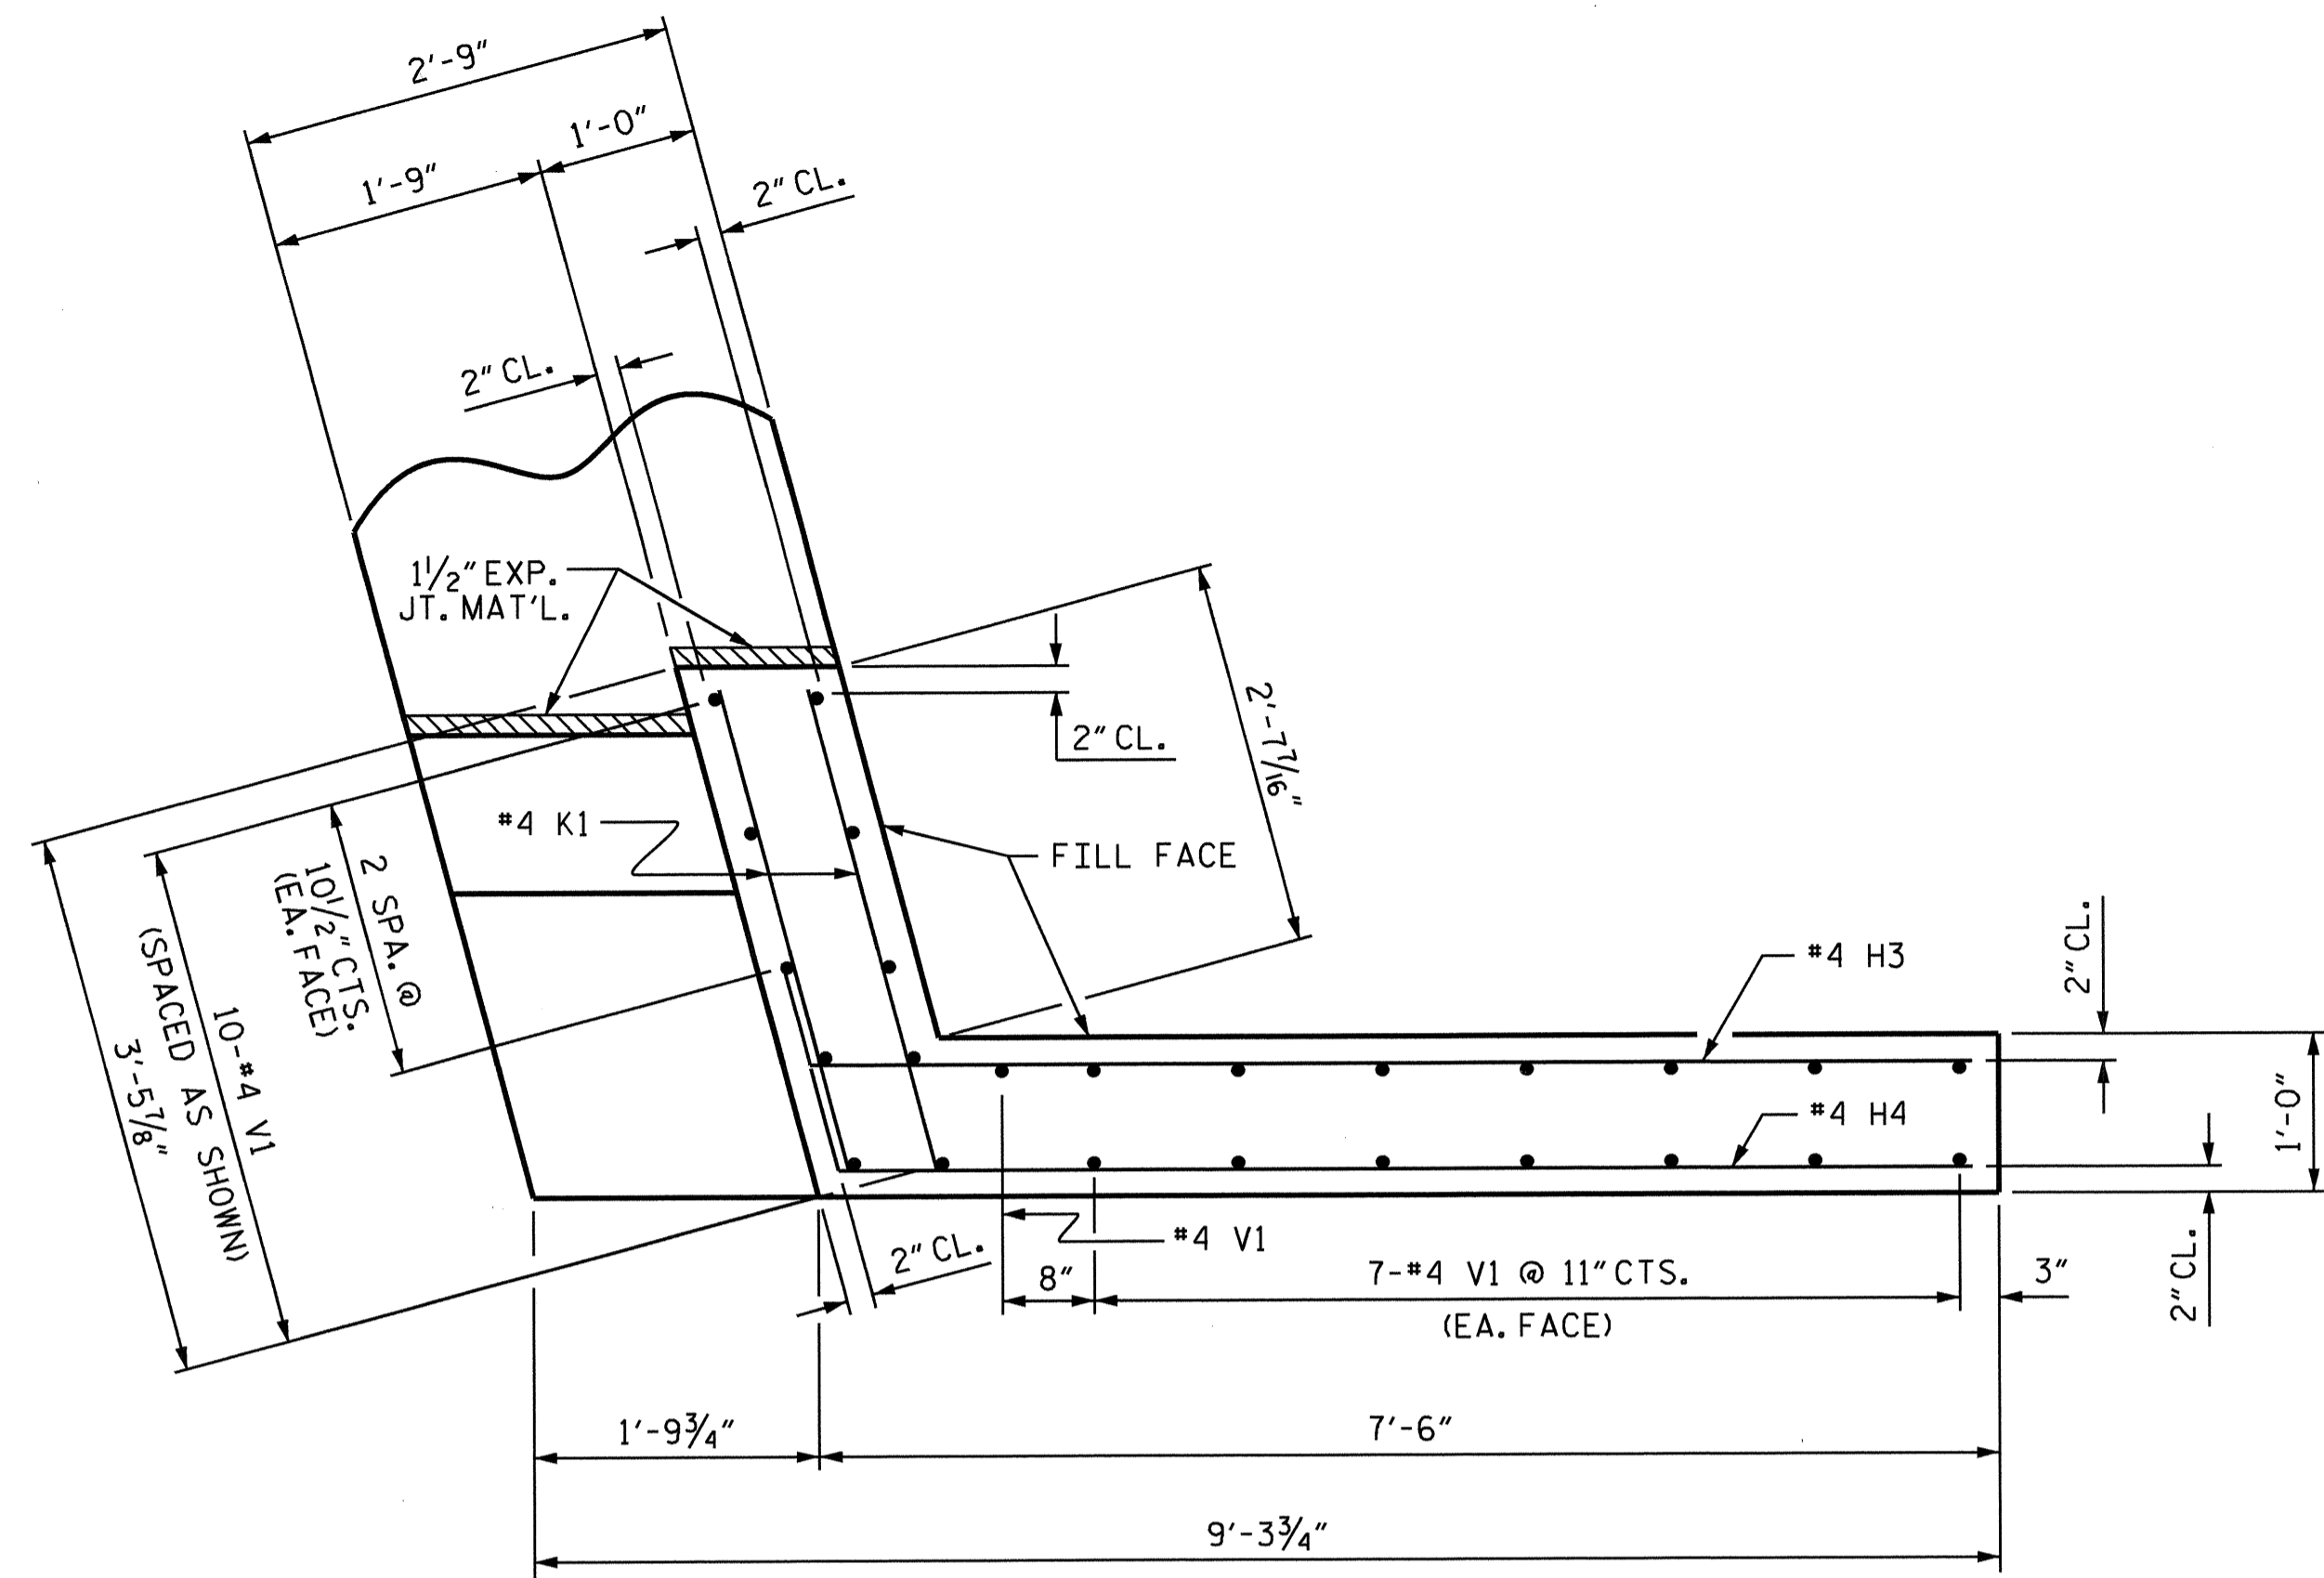 2'-9"
1'-0"
1'-9"
2" CL.
2" CL.
1½" EXP.
JT. MAT'L.
2'-7⁷⁄₁₆"
2" CL.
#4 K1
FILL FACE
2 SPA. @
10½" CTS.
(EA. FACE)
10-#4 V1
(SPACED AS SHOWN)
3'-5⅞"
#4 H3
2" CL.
#4 H4
1'-0"
2" CL.
#4 V1
2" CL.
8"
7-#4 V1 @ 11" CTS.
(EA. FACE)
3"
1'-9¾"
7'-6"
9'-3¾"